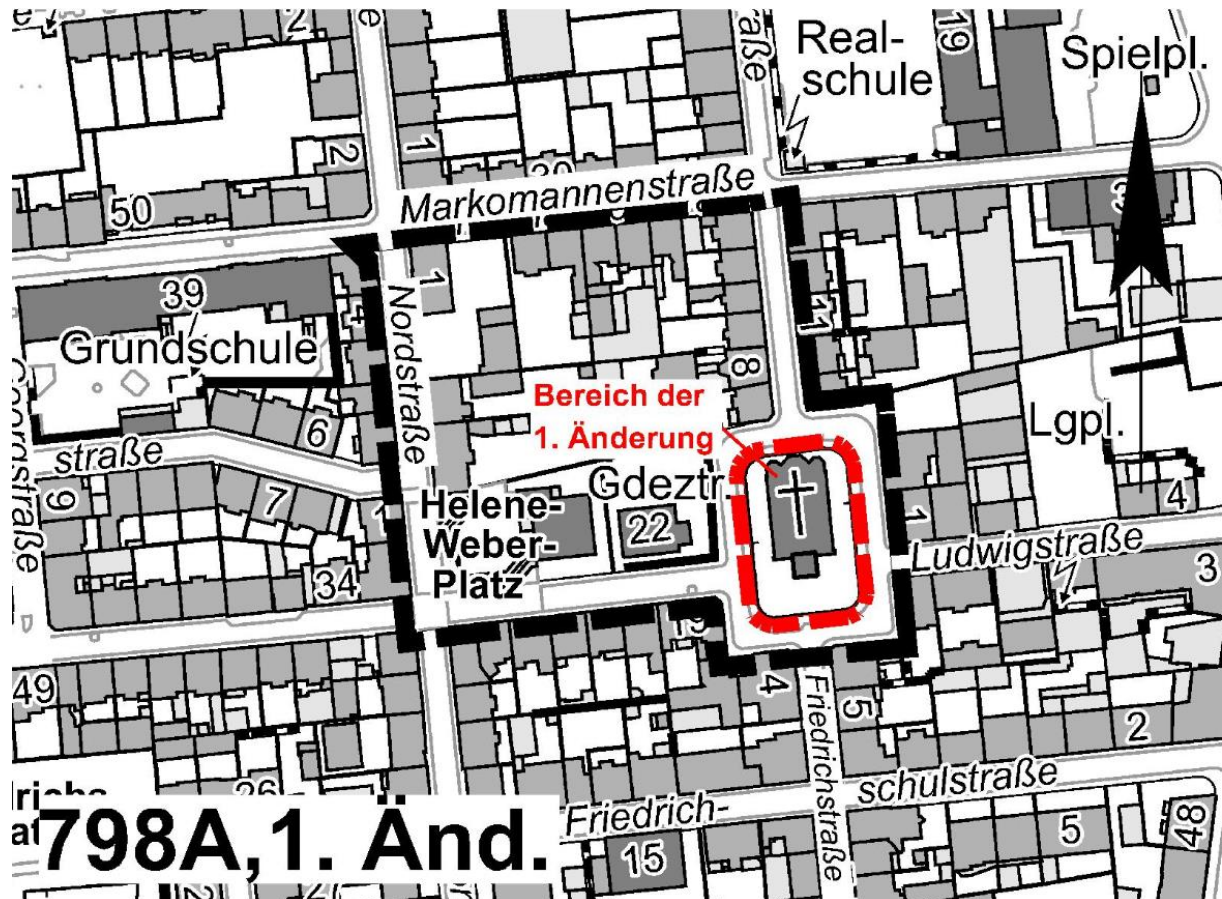 Real-
schule
19
Spielpl.
1
2
50
Markomannenstraße
39
Grundschule
Nordstraße
1
11
8
Bereich der
1. Änderung
Lgpl.
6
straße
9
7
Helene-
Weber-
Platz
Gdeztr.
22
1
4
Ludwigstraße
3
34
49
4
Friedrichstraße
5
2
schulstraße
Friedrich-
15
5
48
798A,1. Änd.